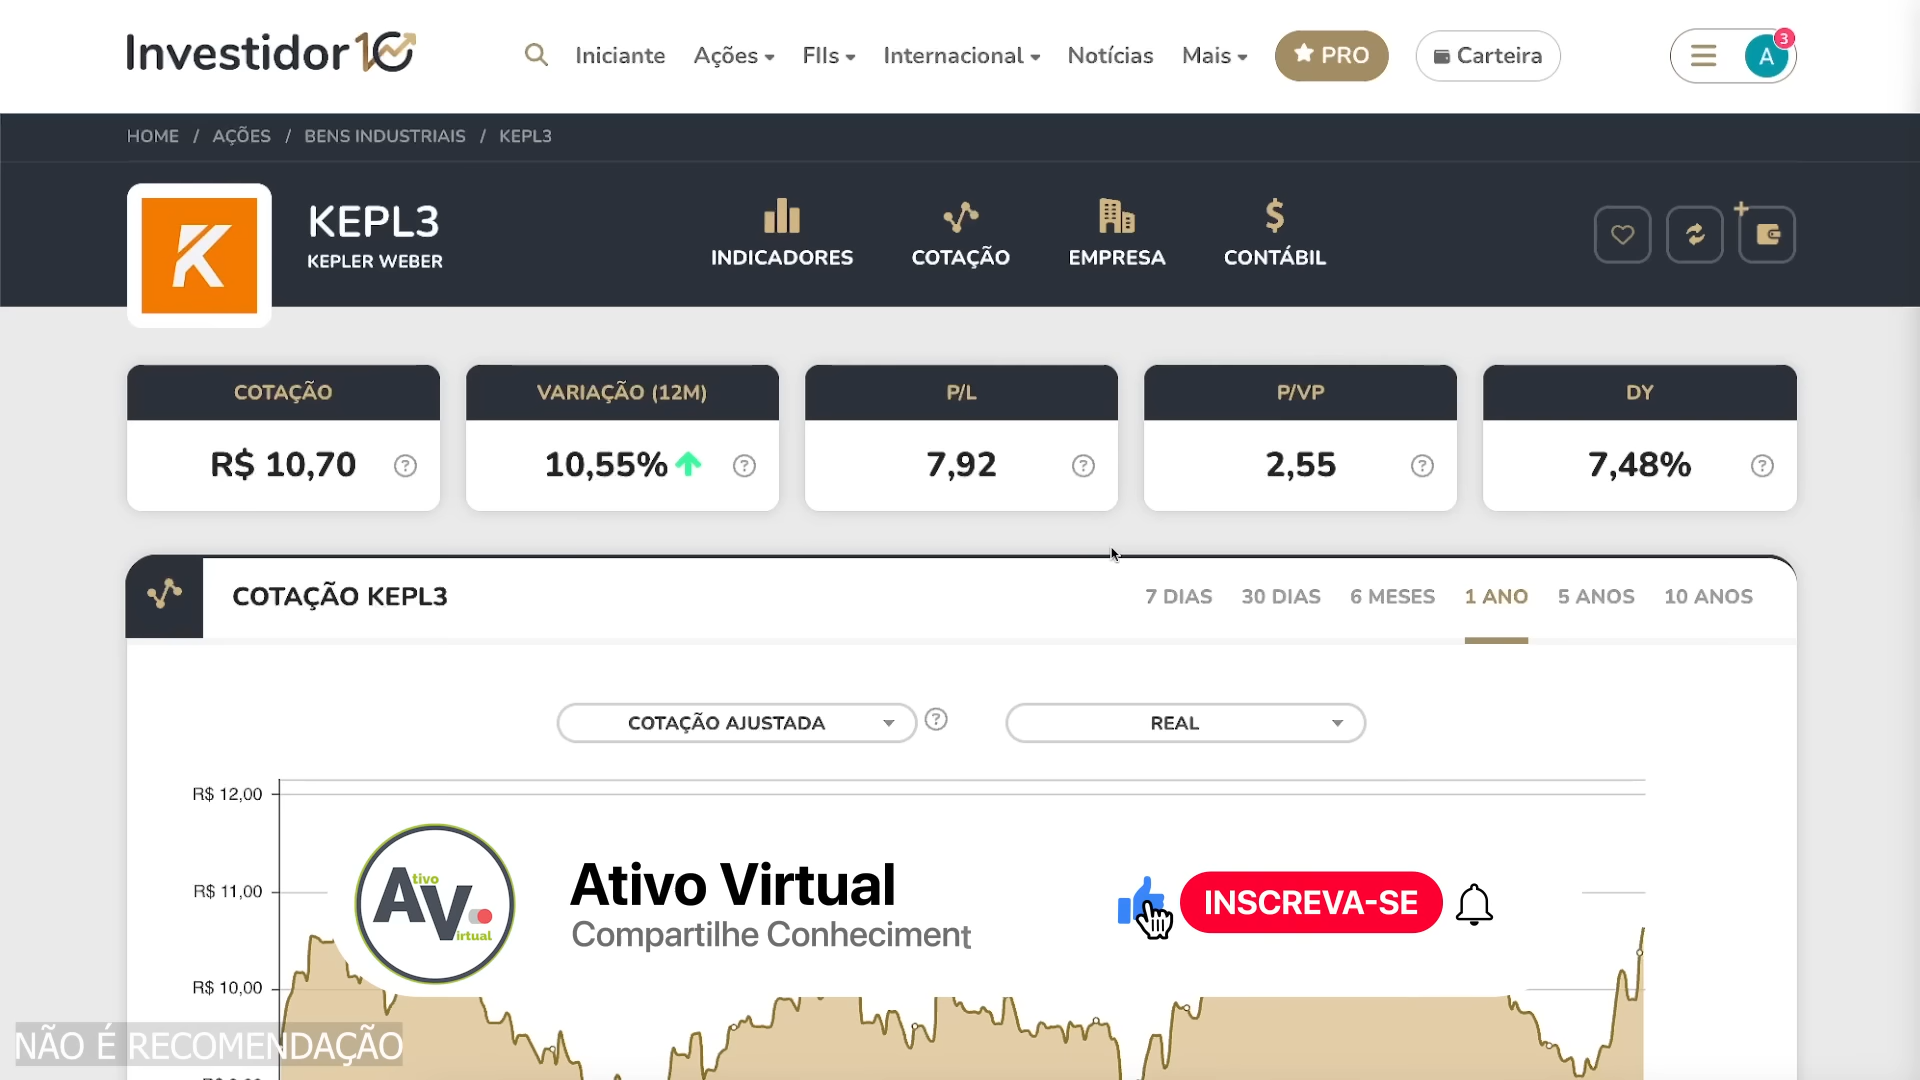 Investidor10
Iniciante
Ações
FIIs
Internacional
Notícias
Mais
PRO
Carteira
A
3
HOME / AÇÕES / BENS INDUSTRIAIS / KEPL3
KEPL3
KEPLER WEBER
INDICADORES
COTAÇÃO
EMPRESA
CONTÁBIL
COTAÇÃO
R$ 10,70
VARIAÇÃO (12M)
10,55%
P/L
7,92
P/VP
2,55
DY
7,48%
COTAÇÃO KEPL3
7 DIAS
30 DIAS
6 MESES
1 ANO
5 ANOS
10 ANOS
COTAÇÃO AJUSTADA
REAL
R$ 12,00
R$ 11,00
R$ 10,00
Ativo
Virtual
Ativo Virtual
Compartilhe Conheciment
INSCREVA-SE
NÃO É RECOMENDAÇÃO